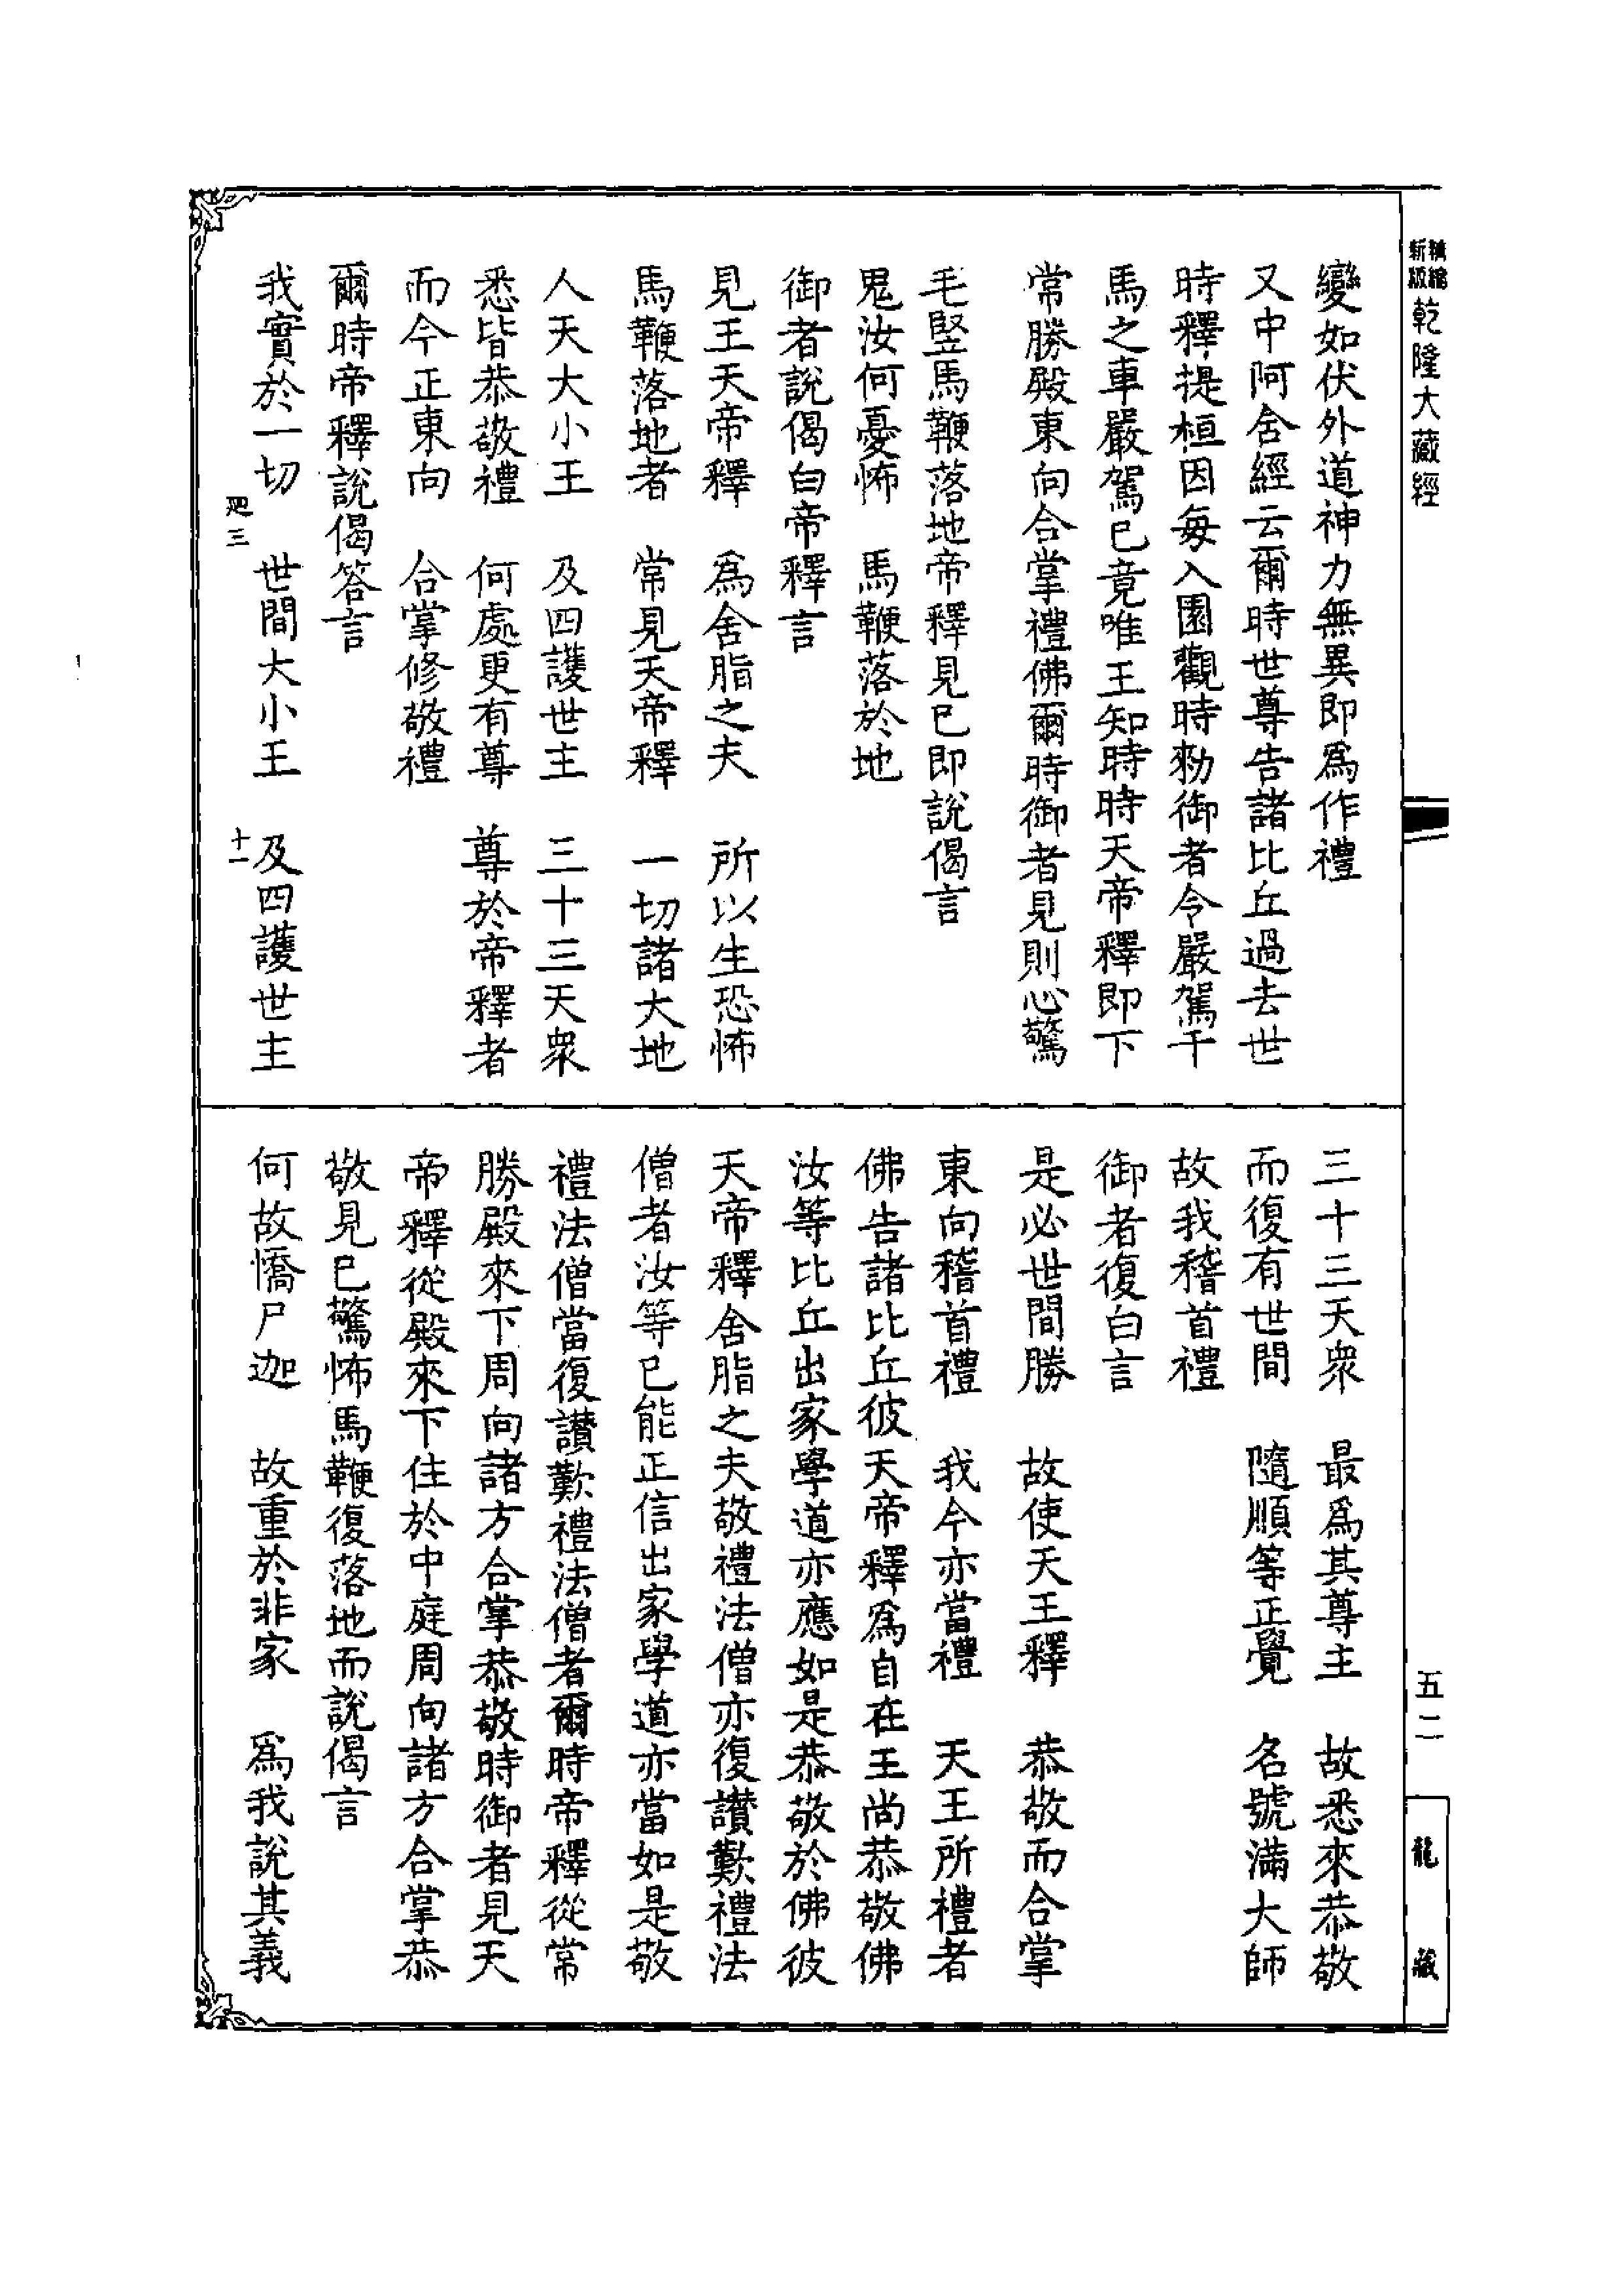 新版 精縮 乾隆大藏經
變如伏外道神力無異即爲作禮
又中阿舍經云爾時世尊告諸比丘過去世
時釋提桓因每入園觀時勑御者令嚴駕千
馬之車嚴駕已竟唯王知時時天帝釋即下
常勝殿東向合掌禮佛爾時御者見則心驚
毛竪馬鞭落地帝釋見已即說偈言
鬼汝何憂怖 馬鞭落於地
御者說偈白帝釋言
見王天帝釋 爲舍脂之夫 所以生恐怖
馬鞭落地者 常見天帝釋 一切諸大地
人天大小王 及四護世主 三十三天衆
悉皆恭敬禮 何處更有尊 尊於帝釋者
而今正東向 合掌修敬禮
爾時帝釋說偈答言
我實於一切 世間大小王 及四護世主
三 十一
三十三天衆 最爲其尊主 故悉來恭敬
而復有世間 隨順等正覺 名號滿大師
故我稽首禮
御者復白言
是必世間勝 故使天王釋 恭敬而合掌
東向稽首禮 我今亦當禮 天王所禮者
佛告諸比丘彼天帝釋爲自在王尚恭敬佛
汝等比丘出家學道亦應如是恭敬於佛彼
天帝釋舍脂之夫敬禮法僧亦復讃歎禮法
僧者汝等已能正信出家學道亦當如是敬
禮法僧當復讃歎禮法僧者爾時帝釋從常
勝殿來下周向諸方合掌恭敬時御者見天
帝釋從殿來下住於中庭周向諸方合掌恭
敬見已驚怖馬鞭復落地而說偈言
何故憍尸迦 故重於非家 爲我說其義
五二
龍藏